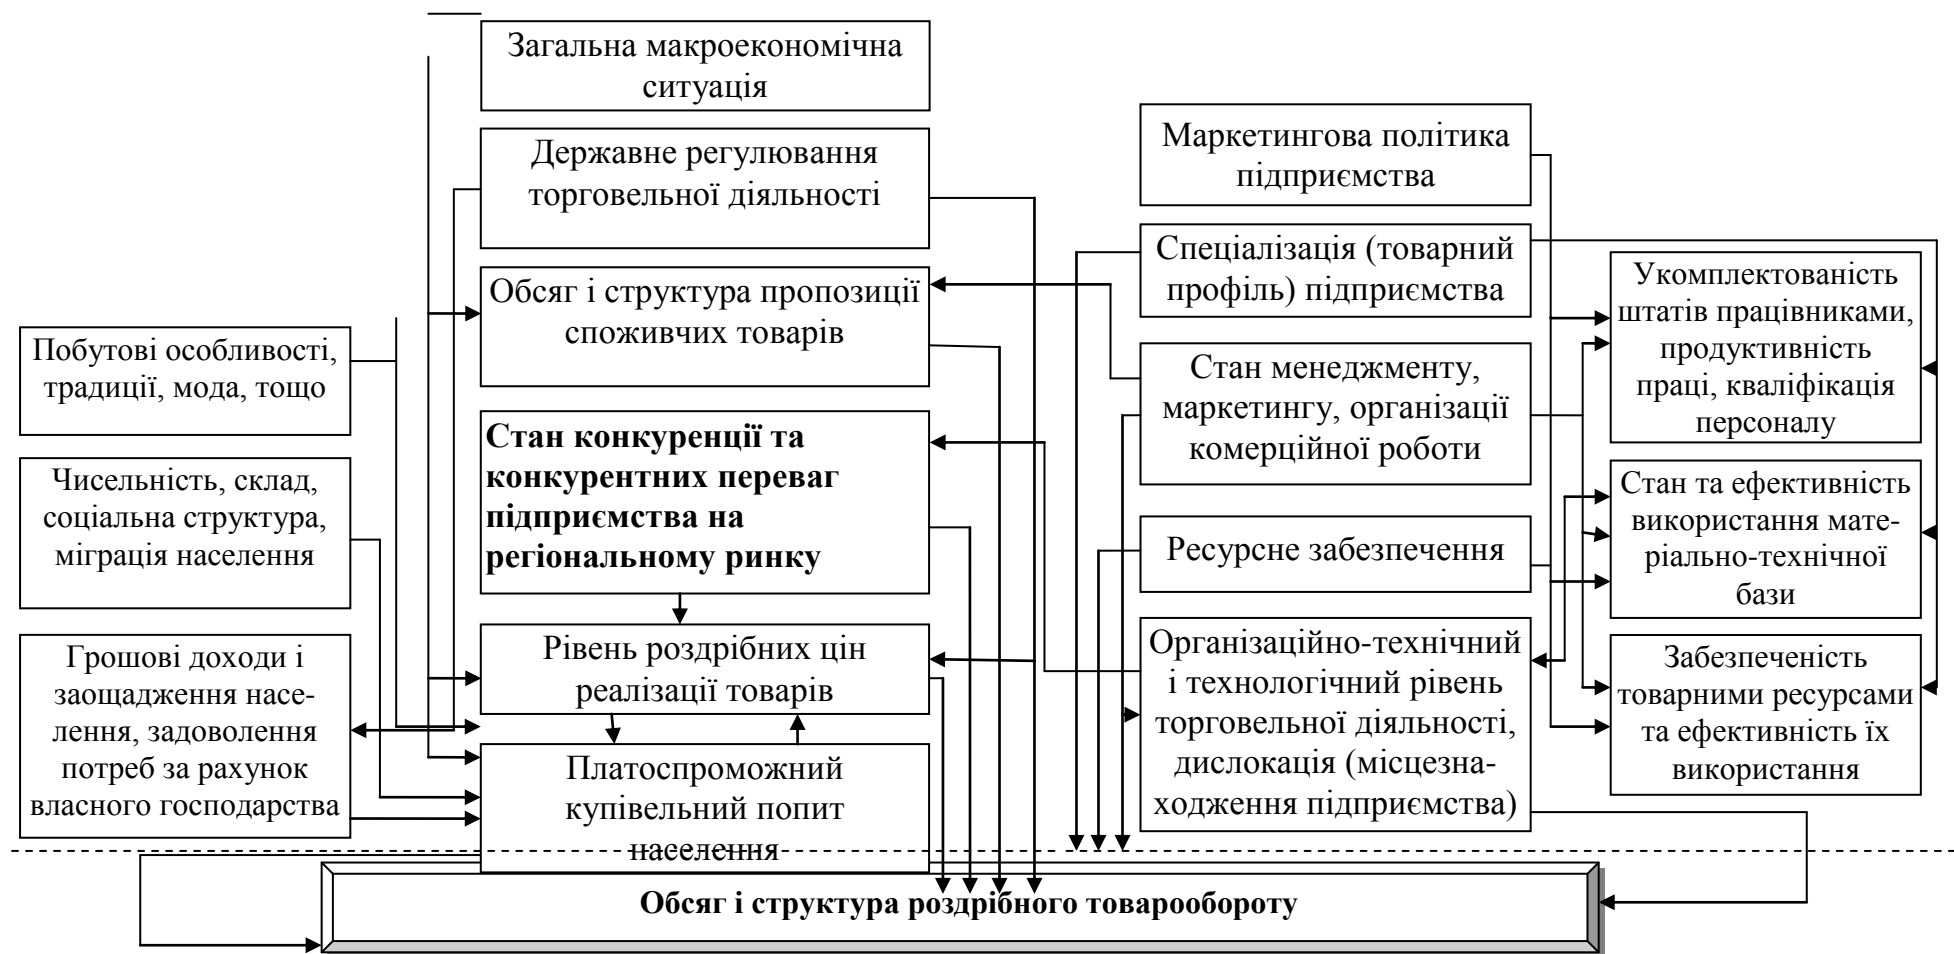 Загальна макроекономічна
ситуація
Державне регулювання
торговельної діяльності
Обсяг і структура пропозиції
споживчих товарів
Побутові особливості,
традиції, мода, тощо
Стан конкуренції та
конкурентних переваг
підприємства на
регіональному ринку
Чисельність, склад,
соціальна структура,
міграція населення
Рівень роздрібних цін
реалізації товарів
Грошові доходи і
заощадження насе-
лення, задоволення
потреб за рахунок
власного господарства
Платоспроможний
купівельний попит
населення
Маркетингова політика
підприємства
Спеціалізація (товарний
профіль) підприємства
Стан менеджменту,
маркетингу, організації
комерційної роботи
Ресурсне забезпечення
Організаційно-технічний
і технологічний рівень
торговельної діяльності,
дислокація (місцезна-
ходження підприємства)
Укомплектованість
штатів працівниками,
продуктивність
праці, кваліфікація
персоналу
Стан та ефективність
використання мате-
ріально-технічної
бази
Забезпеченість
товарними ресурсами
та ефективність їх
використання
Обсяг і структура роздрібного товарообороту